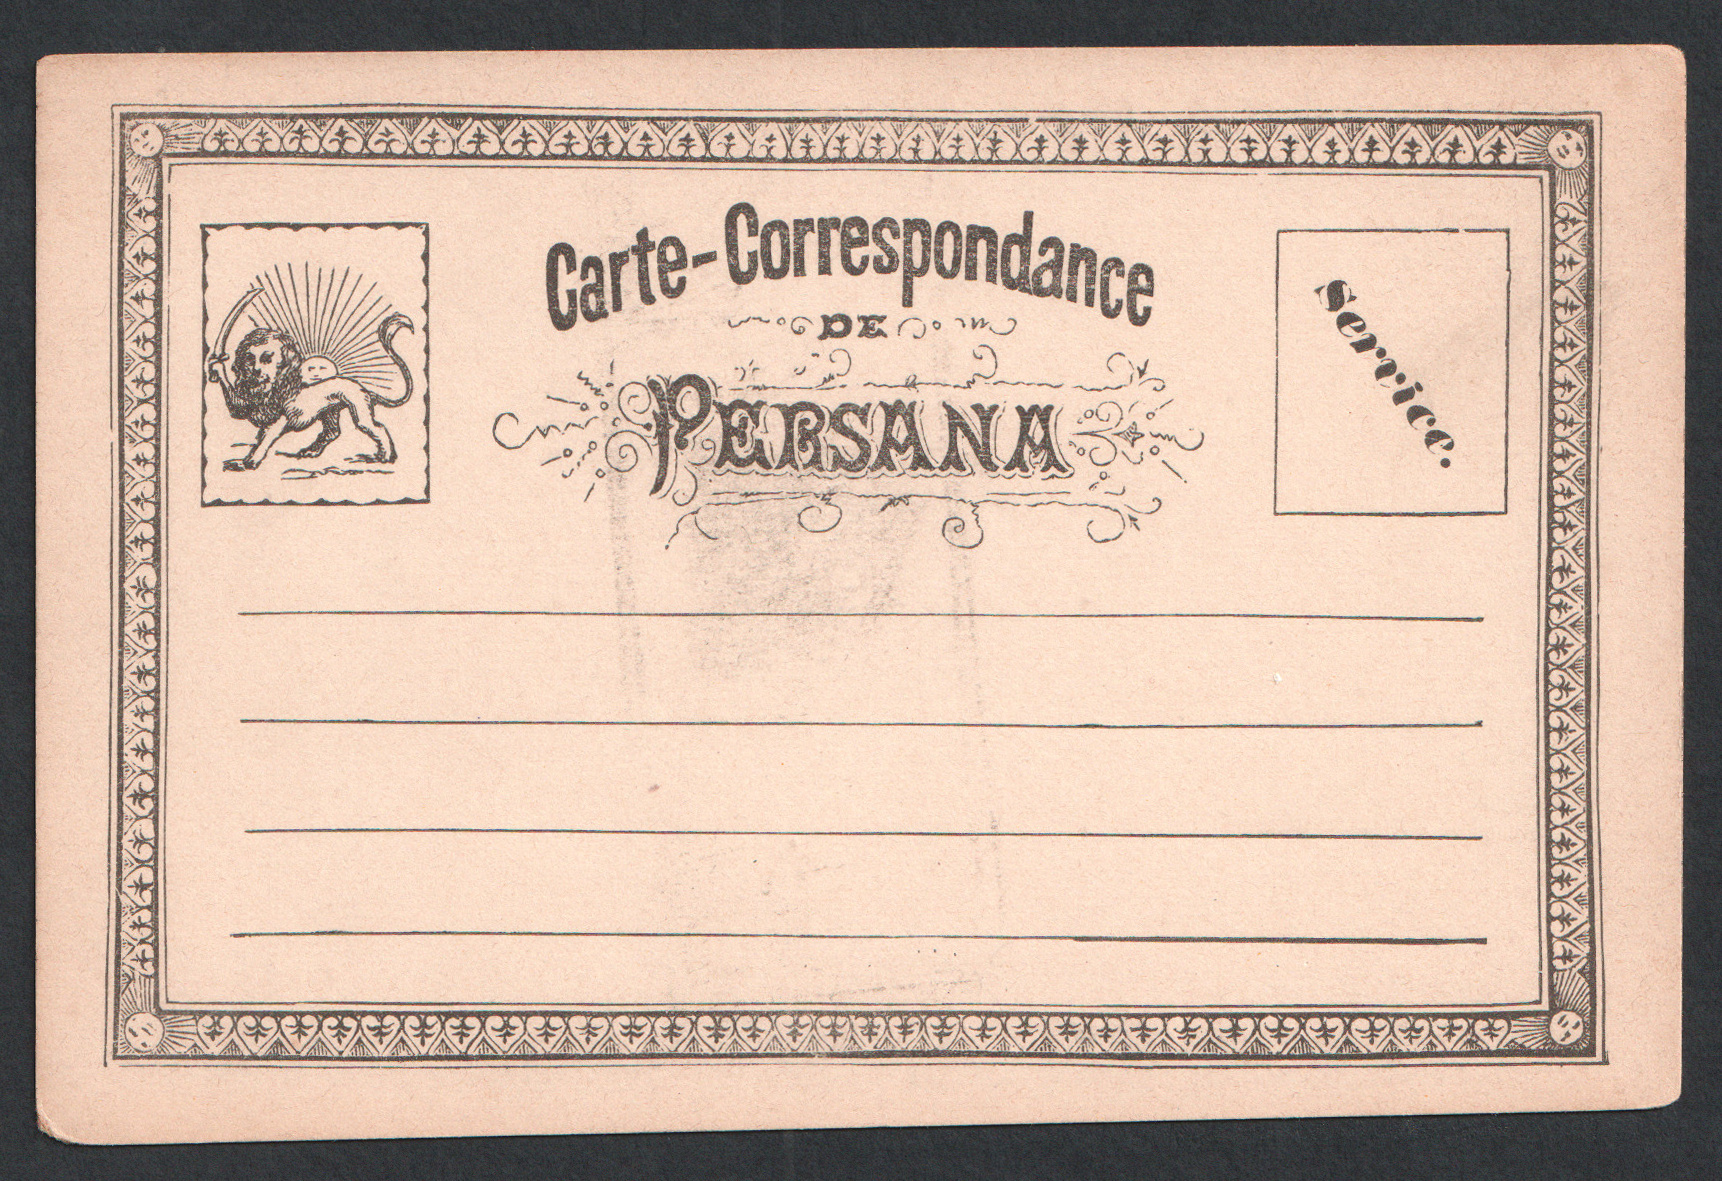 Carte-Correspondance
DE
PERSANA
Service.